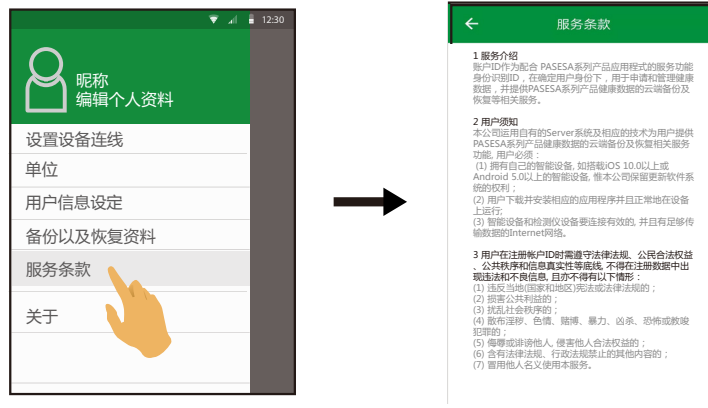 12:30
昵称
编辑个人资料
设置设备连线
单位
用户信息设定
备份以及恢复资料
服务条款
关于
服务条款
1 服务介绍
账户ID作为配合 PASESA系列产品应用程式的服务功能
身份识别ID，在确定用户身份下，用于申请和管理健康
数据，并提供PASESA系列产品健康数据的云端备份及
恢复等相关服务。
2 用户须知
本公司运用自有的Server系统及相应的技术为用户提供
PASESA系列产品健康数据的云端备份及恢复相关服务
功能, 用户必须：
(1) 拥有自己的智能设备, 如搭载iOS 10.0以上或
Android 5.0以上的智能设备, 惟本公司保留更新软件系
统的权利；
(2) 用户下载并安装相应的应用程序并且正常地在设备
上运行;
(3) 智能设备和检测仪设备要连接有效的, 并且有足够传
输数据的Internet网络。
3 用户在注册帐户ID时需遵守法律法规、公民合法权益
、公共秩序和信息真实性等底线, 不得在注册数据中出
现违法和不良信息, 且亦不得有以下情形：
(1) 违反当地(国家和地区)宪法或法律法规的；
(2) 损害公共利益的；
(3) 扰乱社会秩序的；
(4) 散布淫秽、色情、赌博、暴力、凶杀、恐怖或教唆
犯罪的；
(5) 侮辱或诽谤他人, 侵害他人合法权益的；
(6) 含有法律法规、行政法规禁止的其他内容的；
(7) 冒用他人名义使用本服务。